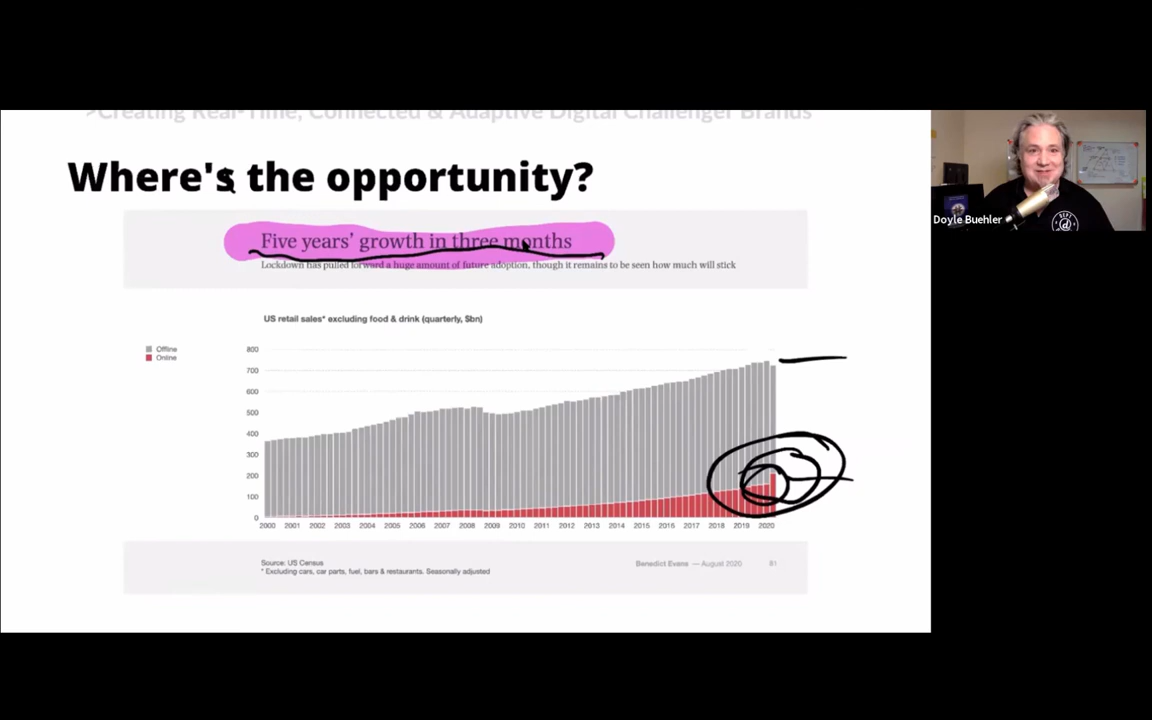 >Creating Real-Time, Connected & Adaptive Digital Challenger Brands
Where's the opportunity?
Five years' growth in three months
Lockdown has pulled forward a huge amount of future adoption, though it remains to be seen how much will stick
US retail sales* excluding food & drink (quarterly, $bn)
Offline
Online
800
700
600
500
400
300
200
100
0
2000 2001 2002 2003 2004 2005 2006 2007 2008 2009 2010 2011 2012 2013 2014 2015 2016 2017 2018 2019 2020
Source: US Census
* Excluding cars, car parts, fuel, bars & restaurants. Seasonally adjusted
Benedict Evans — August 2020 81
Doyle Buehler